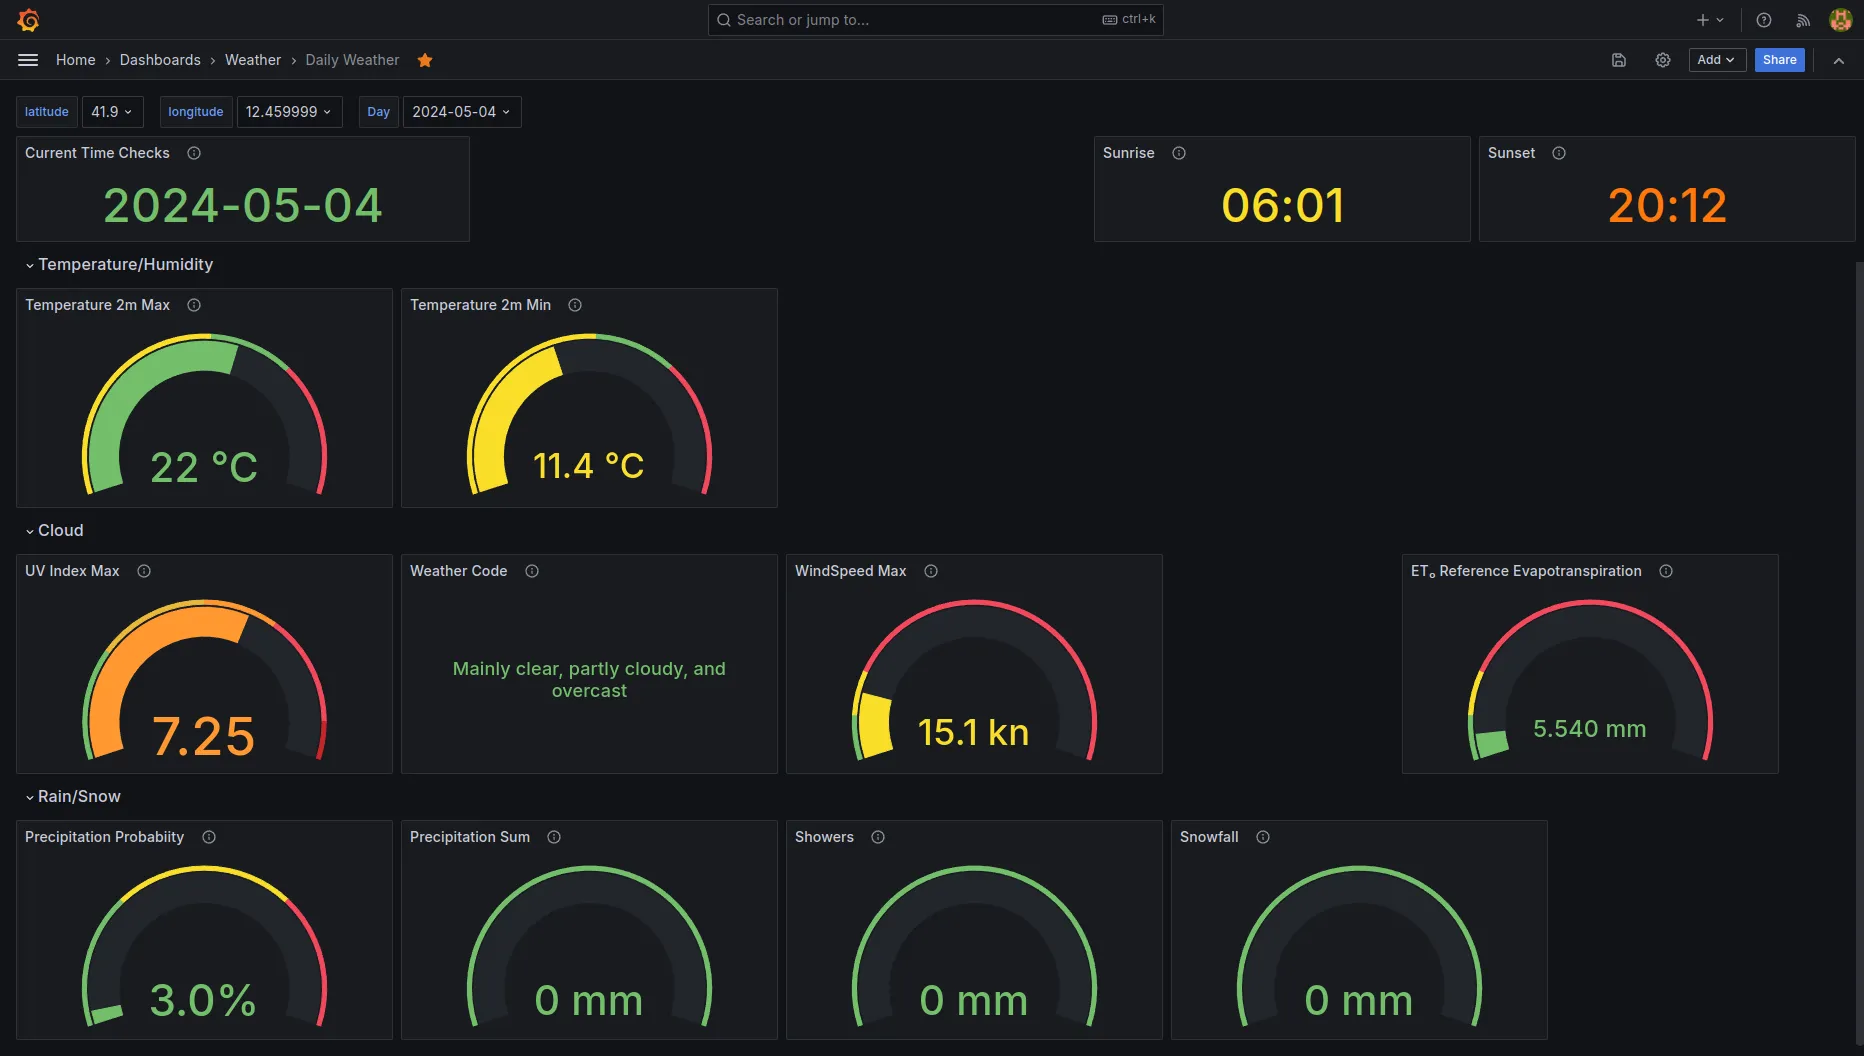 Search or jump to...
ctrl+k
Home › Dashboards › Weather › Daily Weather
Add
Share
latitude
41.9
longitude
12.459999
Day
2024-05-04
Current Time Checks
2024-05-04
Sunrise
06:01
Sunset
20:12
Temperature/Humidity
Temperature 2m Max
22 °C
Temperature 2m Min
11.4 °C
Cloud
UV Index Max
7.25
Weather Code
Mainly clear, partly cloudy, and
overcast
WindSpeed Max
15.1 kn
ETₒ Reference Evapotranspiration
5.540 mm
Rain/Snow
Precipitation Probabiity
3.0%
Precipitation Sum
0 mm
Showers
0 mm
Snowfall
0 mm